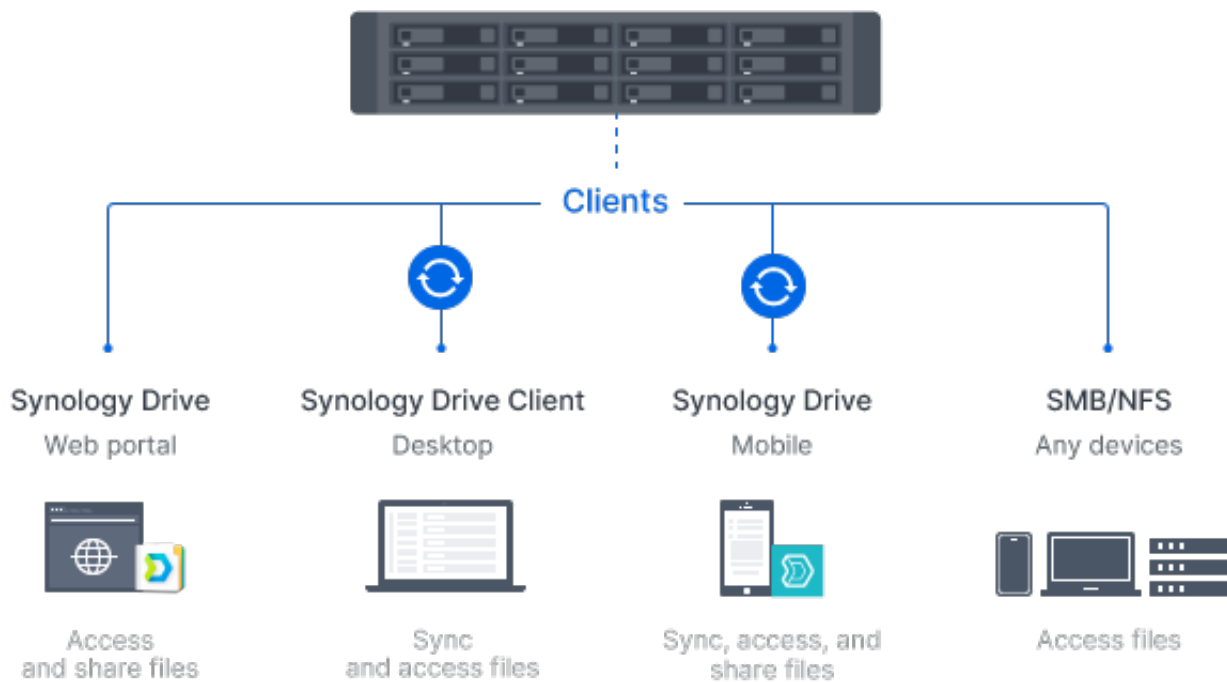 Clients
Synology Drive
Web portal
Access
and share files
Synology Drive Client
Desktop
Sync
and access files
Synology Drive
Mobile
Sync, access, and
share files
SMB/NFS
Any devices
Access files